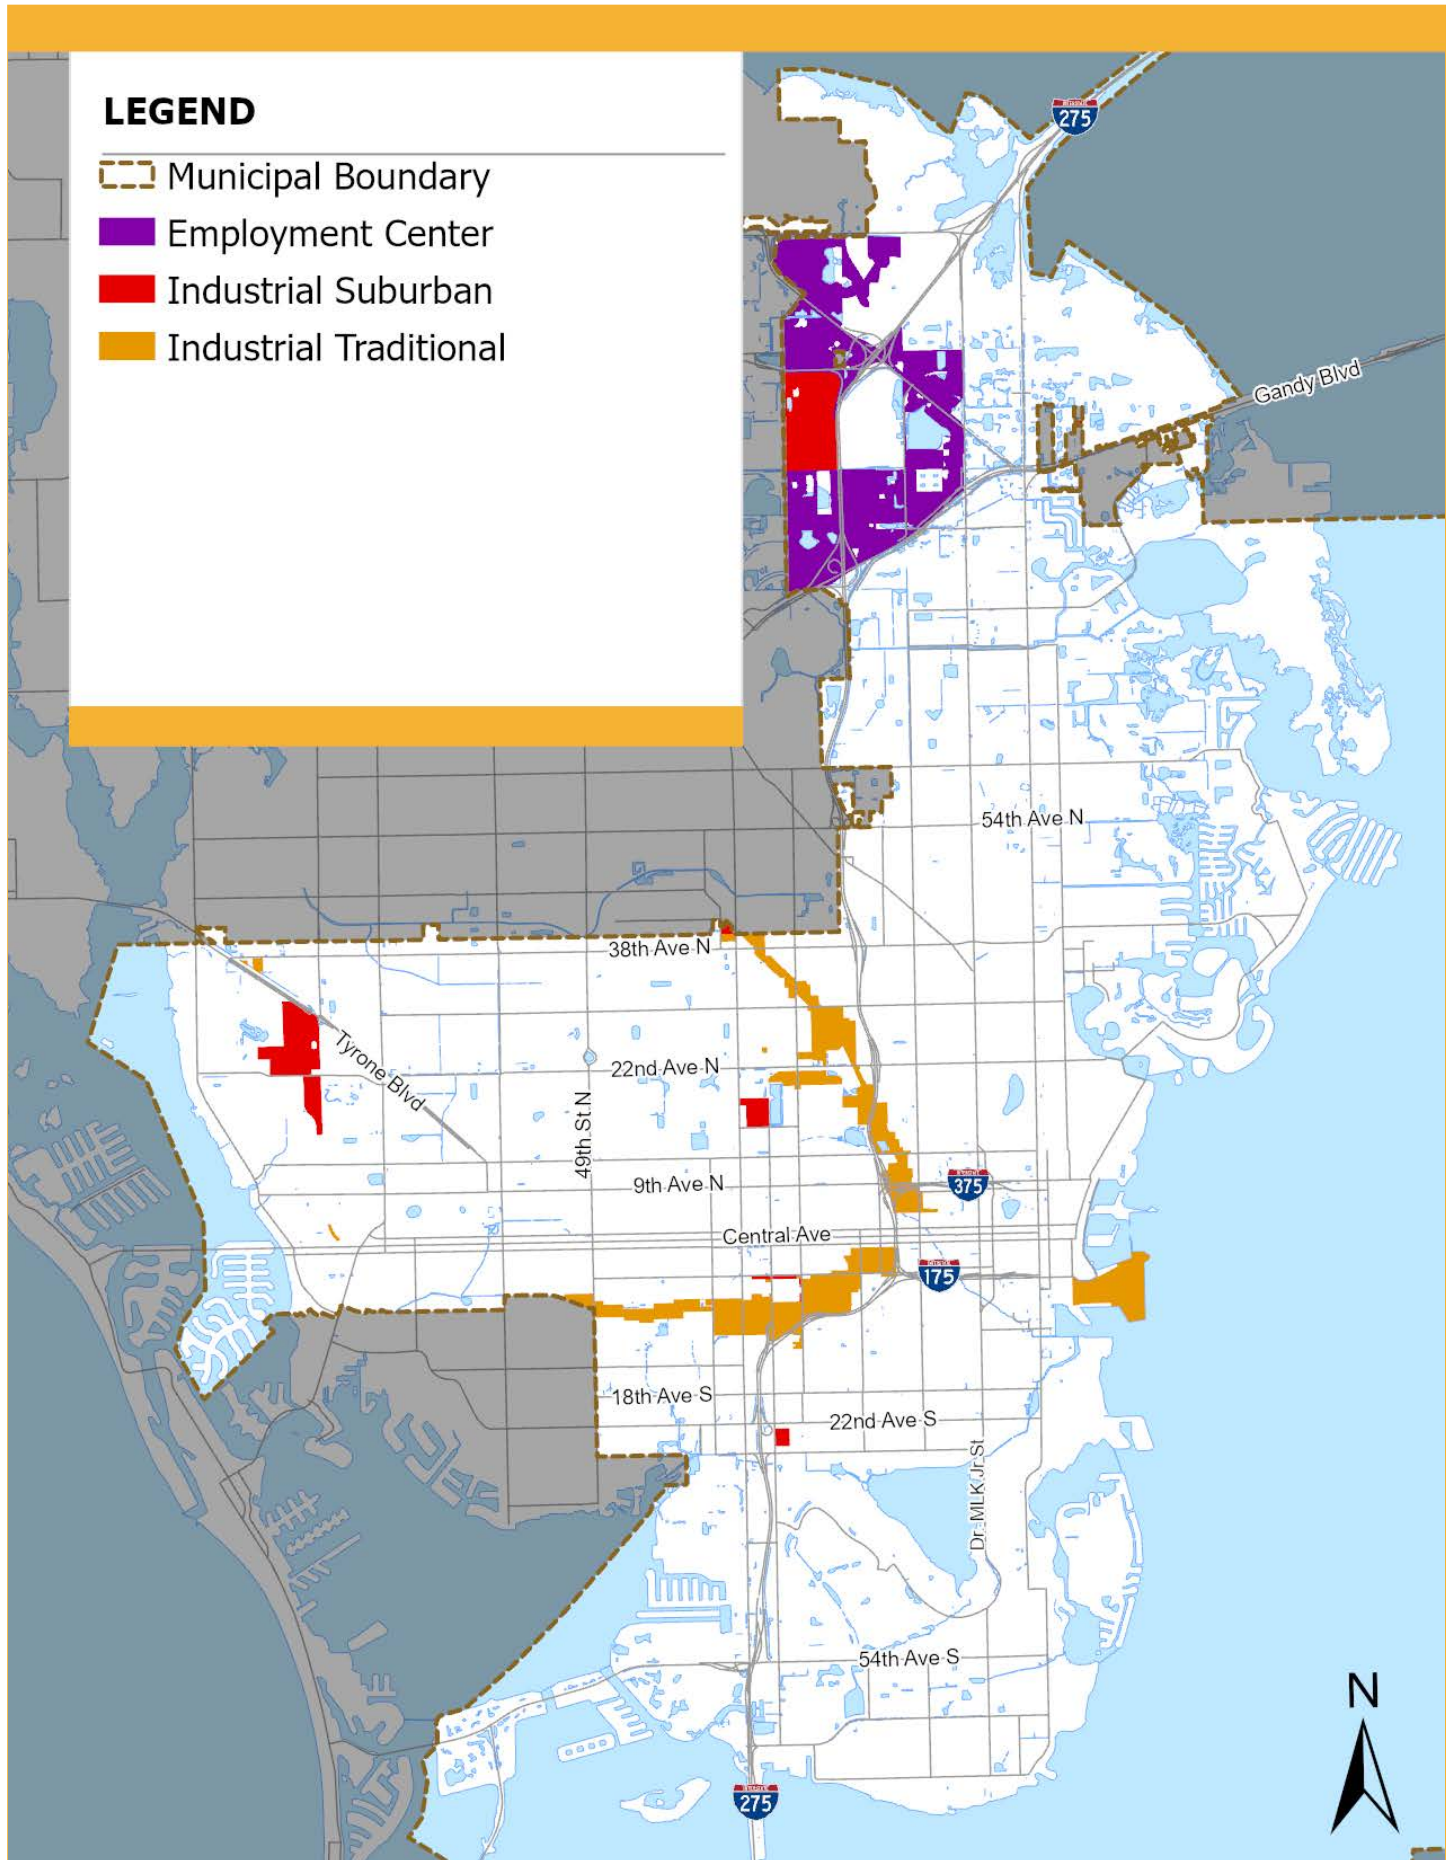 LEGEND
Municipal Boundary
Employment Center
Industrial Suburban
Industrial Traditional
275
Gandy Blvd
54th Ave N
38th Ave N
Tyrone Blvd
22nd Ave N
49th St N
9th Ave N
375
Central Ave
175
18th Ave S
22nd Ave S
Dr. MLK Jr St
54th Ave S
N
275